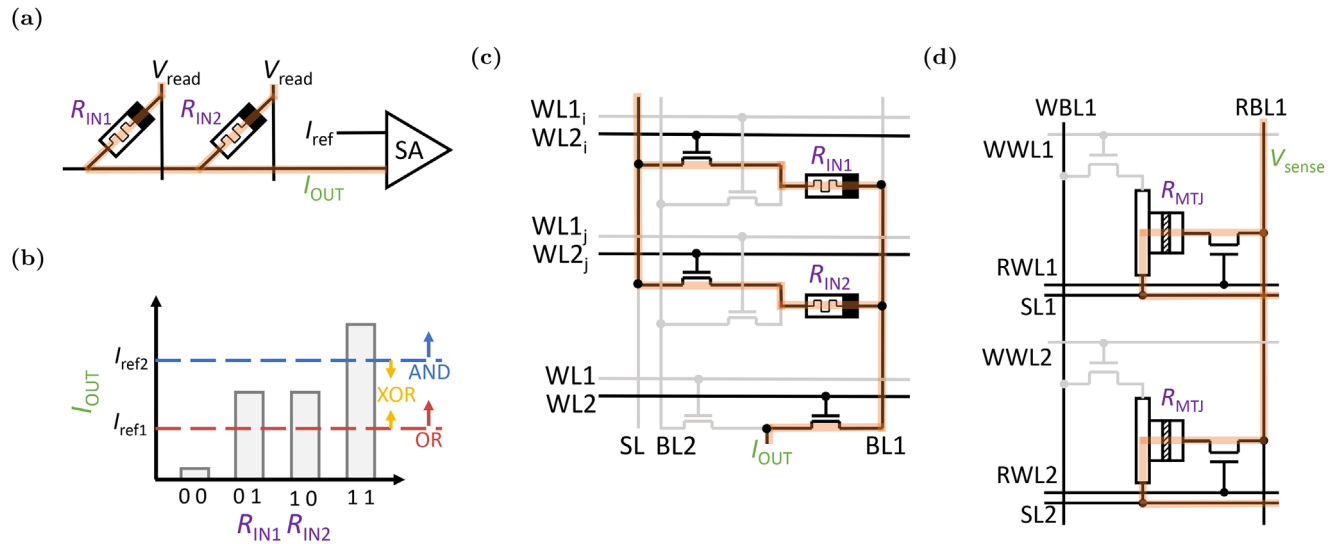 (a)
V_read V_read
R_IN1 R_IN2
I_ref
SA
I_OUT
(b)
I_OUT
I_ref2
AND
XOR
I_ref1
OR
0 0 0 1 1 0 1 1
R_IN1 R_IN2
(c)
WL1_i
WL2_i
R_IN1
WL1_j
WL2_j
R_IN2
WL1
WL2
SL BL2 I_OUT BL1
(d)
WBL1 RBL1
WWL1
V_sense
R_MTJ
RWL1
SL1
WWL2
R_MTJ
RWL2
SL2